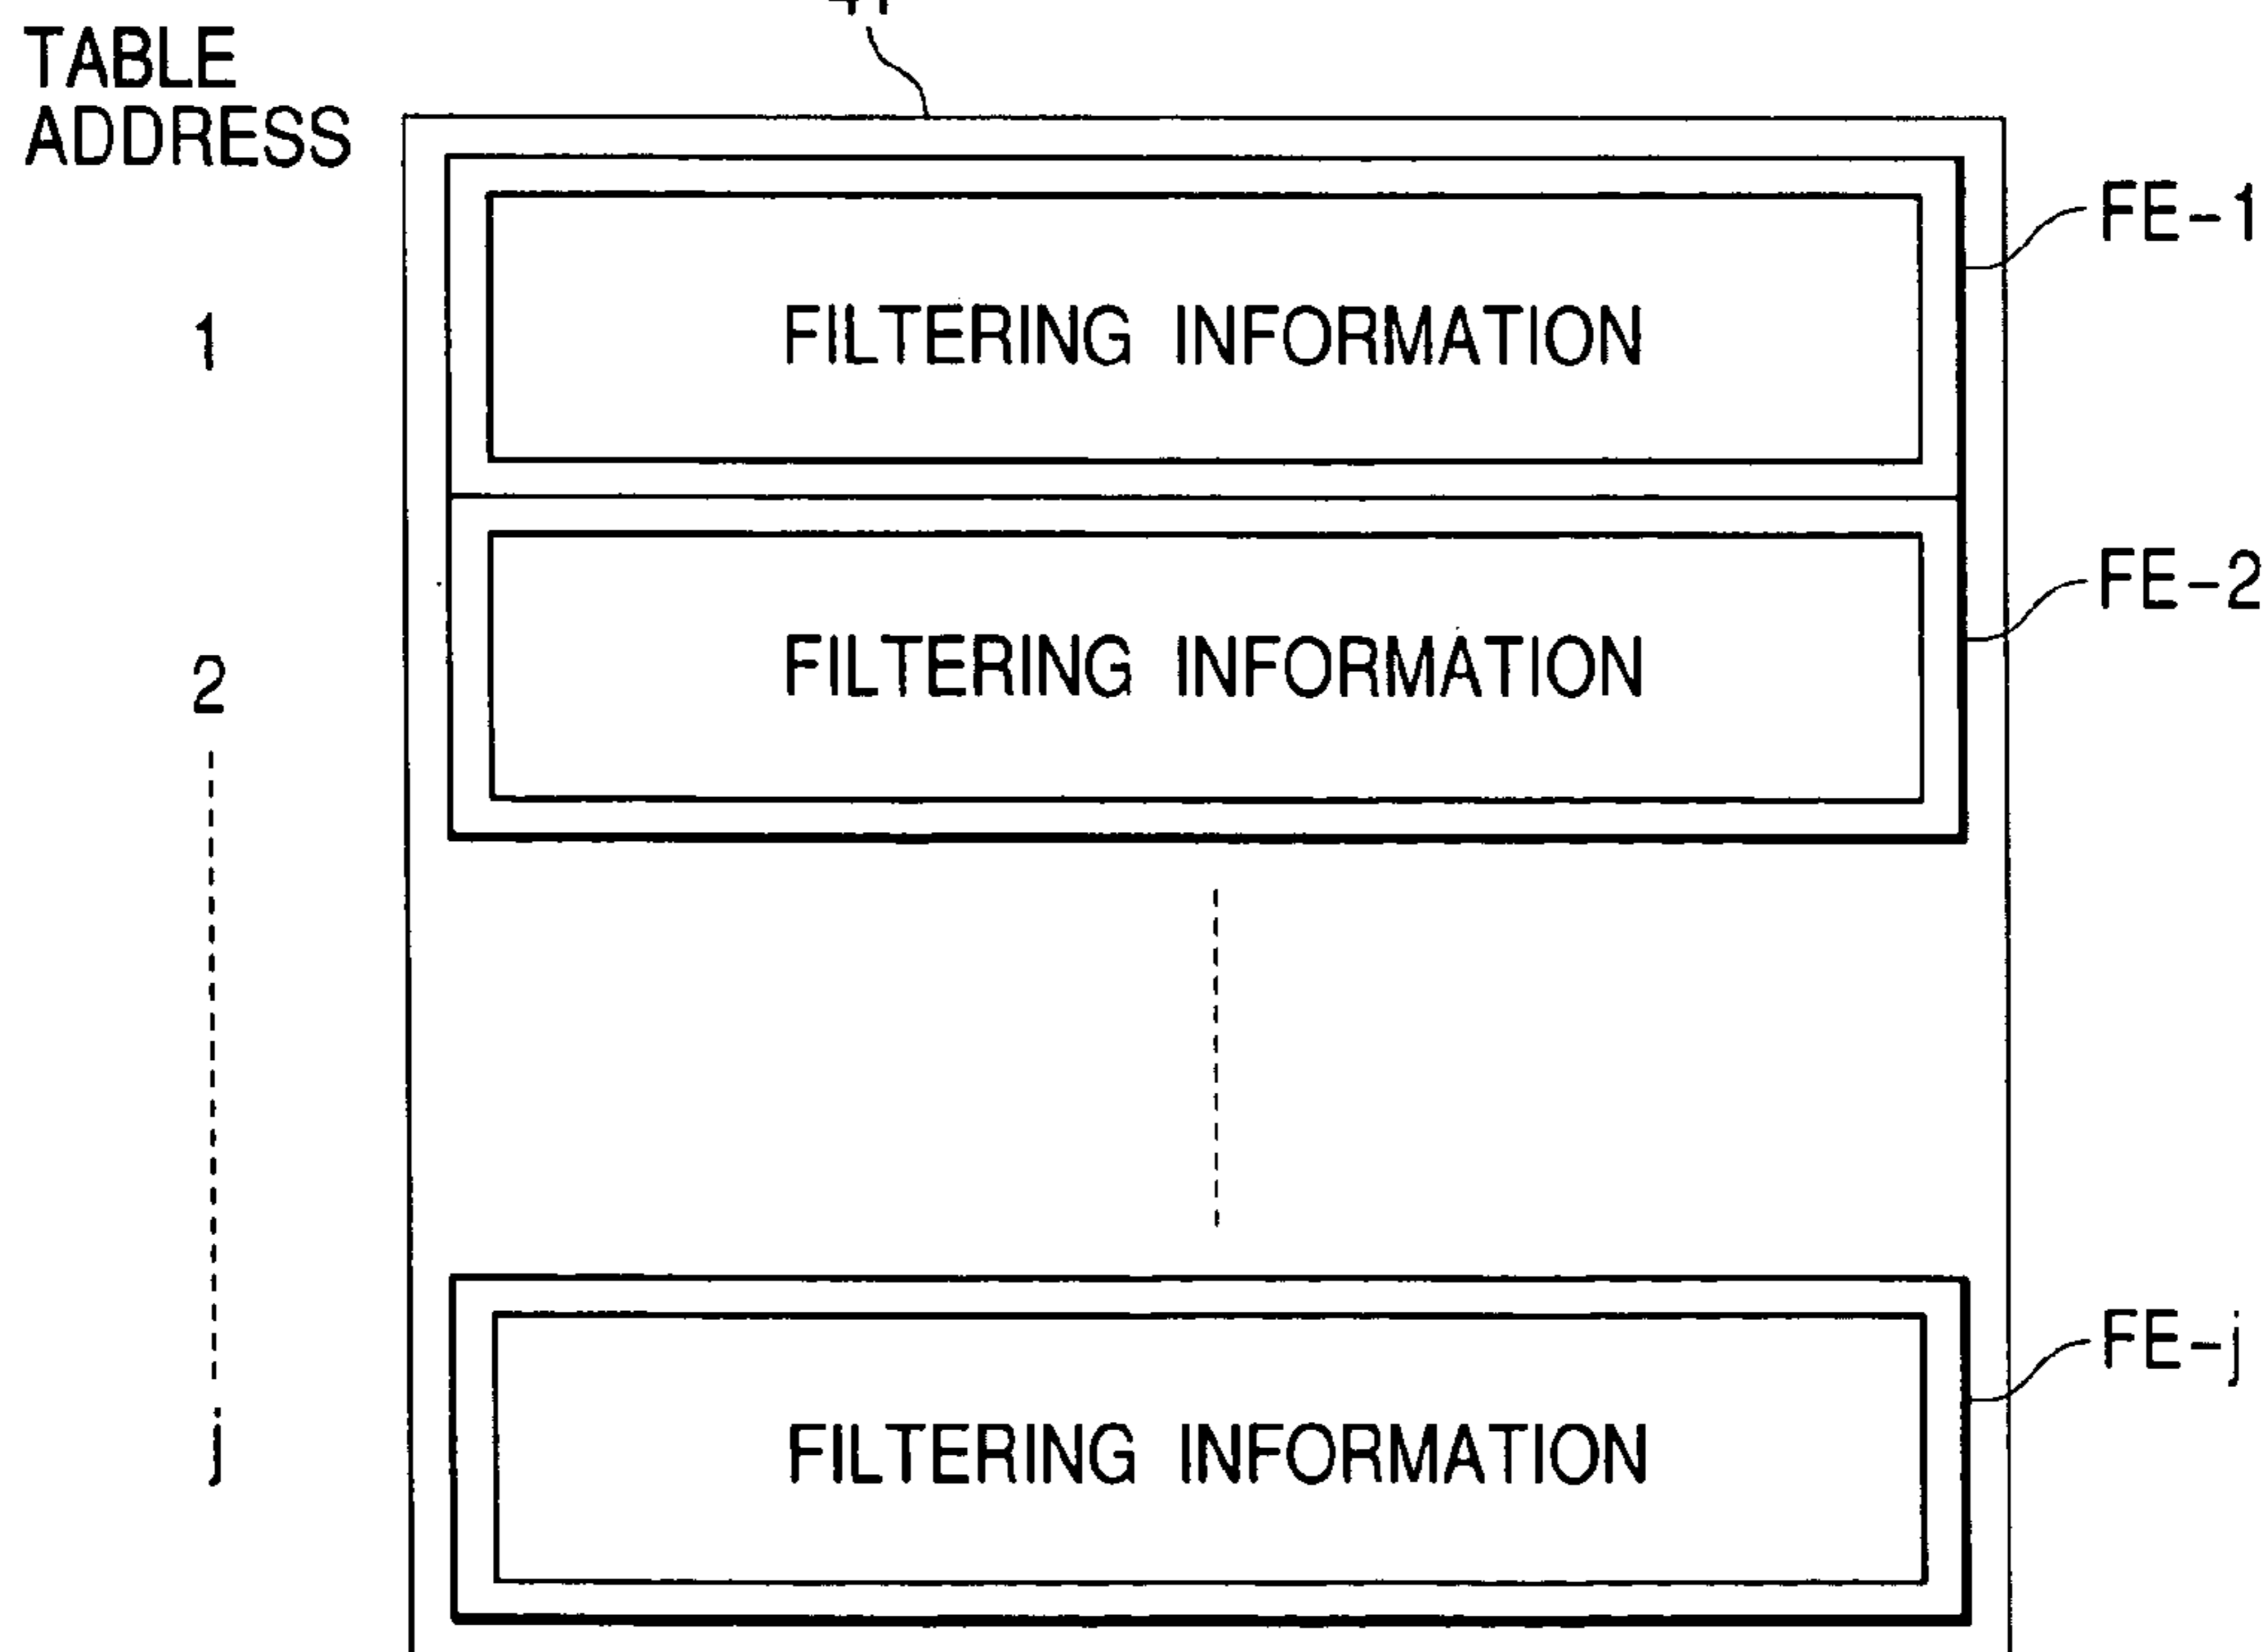 TABLE
ADDRESS
FE-1
1
FILTERING INFORMATION
FE-2
2
FILTERING INFORMATION
FE-j
j
FILTERING INFORMATION